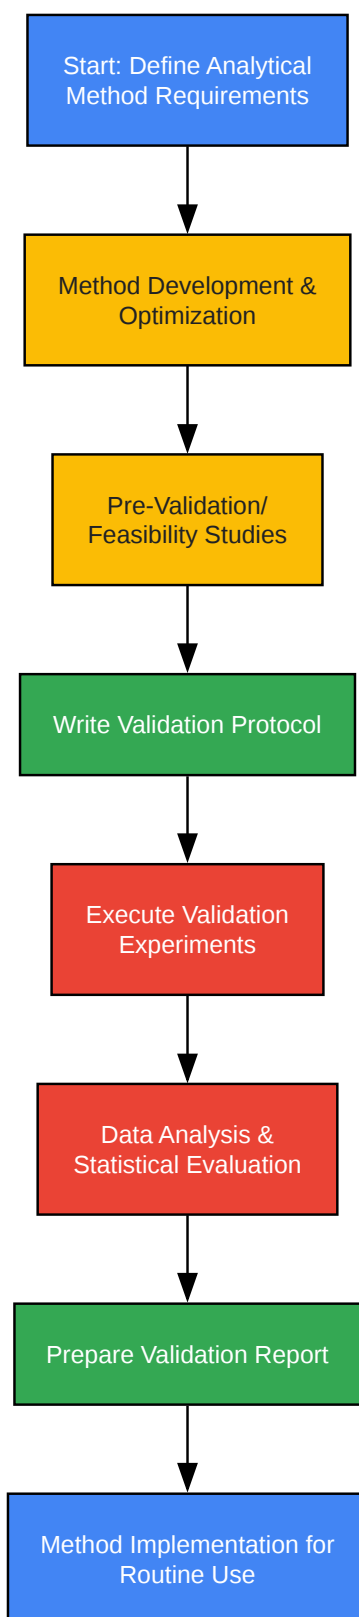 Start: Define Analytical
Method Requirements
Method Development &
Optimization
Pre-Validation/
Feasibility Studies
Write Validation Protocol
Execute Validation
Experiments
Data Analysis &
Statistical Evaluation
Prepare Validation Report
Method Implementation for
Routine Use